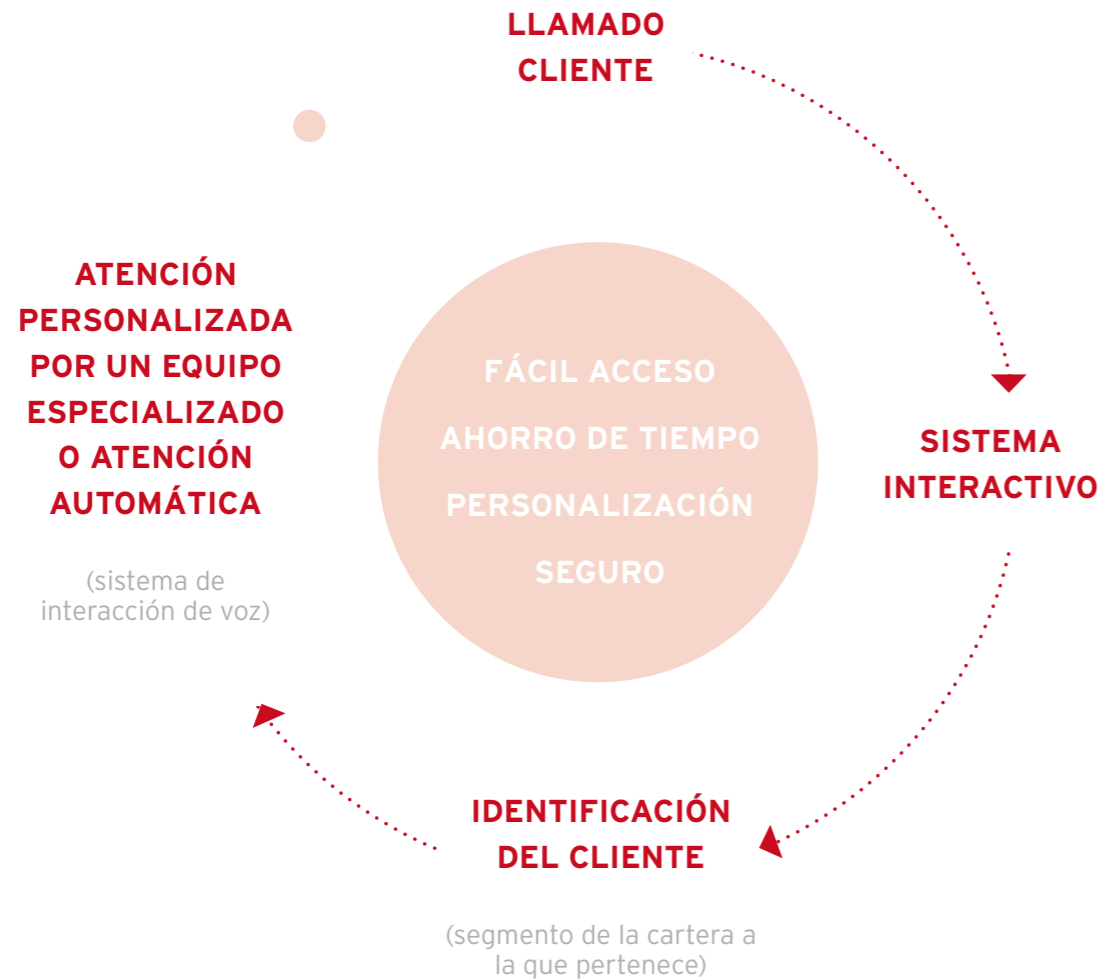 LLAMADO
CLIENTE
SISTEMA
INTERACTIVO
IDENTIFICACIÓN
DEL CLIENTE
(segmento de la cartera a
la que pertenece)
ATENCIÓN
PERSONALIZADA
POR UN EQUIPO
ESPECIALIZADO
O ATENCIÓN
AUTOMÁTICA
(sistema de
interacción de voz)
FÁCIL ACCESO
AHORRO DE TIEMPO
PERSONALIZACIÓN
SEGURO